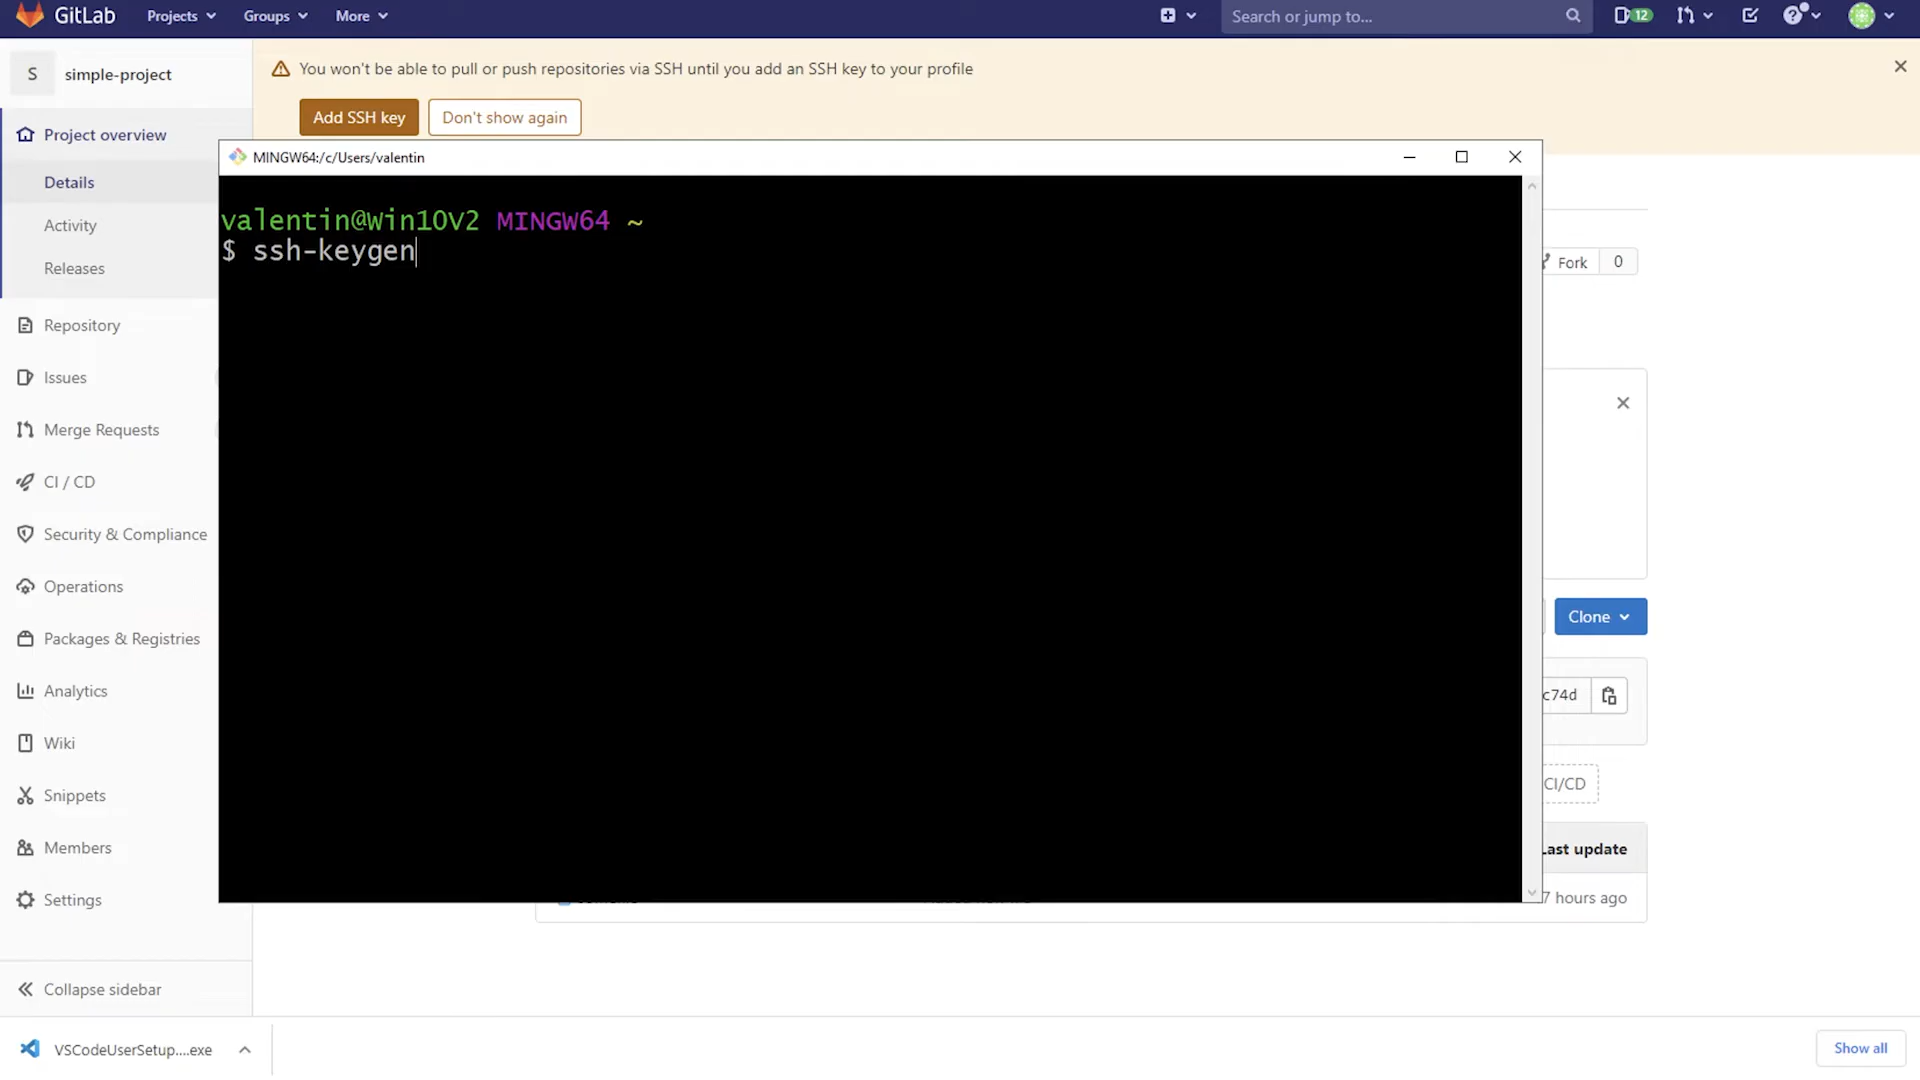 GitLab Projects Groups More Search or jump to... 12
S simple-project
You won't be able to pull or push repositories via SSH until you add an SSH key to your profile
Add SSH key Don't show again
Project overview
Details
Activity
Releases
Repository
Issues
Merge Requests
CI / CD
Security & Compliance
Operations
Packages & Registries
Analytics
Wiki
Snippets
Members
Settings
Collapse sidebar
MINGW64:/c/Users/valentin
valentin@Win10V2 MINGW64 ~
$ ssh-keygen
Fork 0
Clone
c74d
CI/CD
Last update
7 hours ago
VSCodeUserSetup....exe
Show all